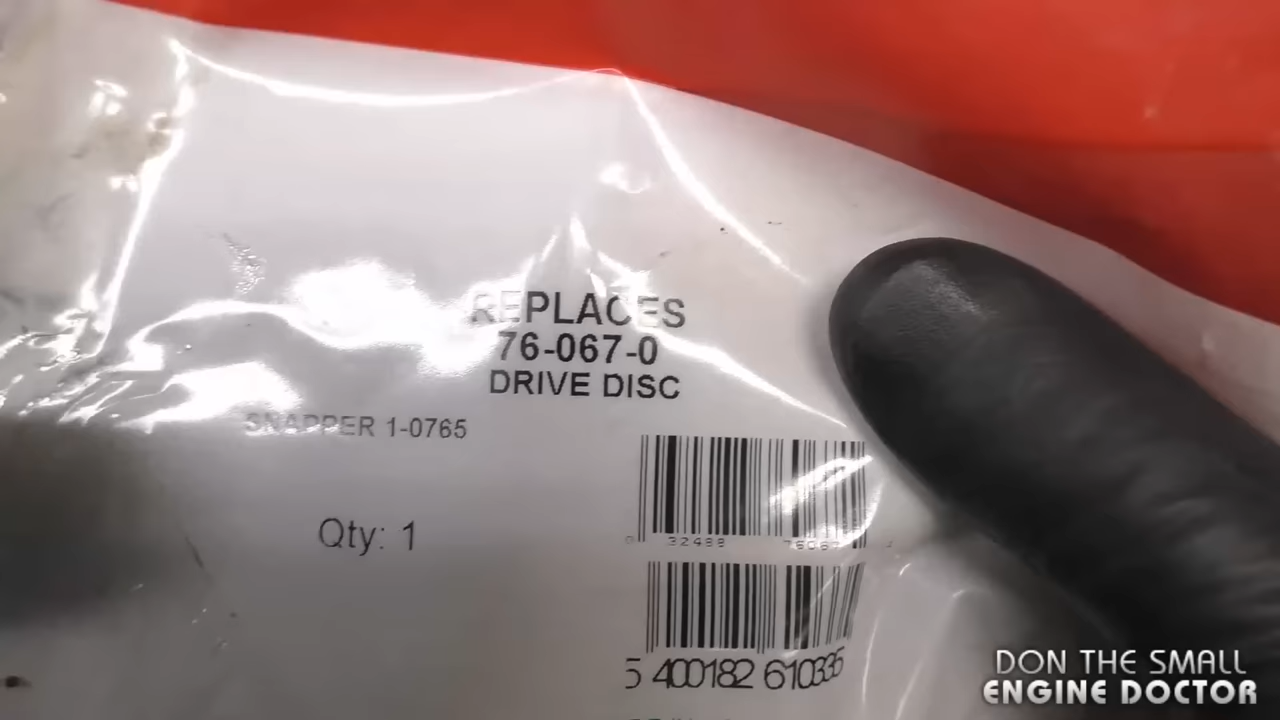 REPLACES
76-067-0
DRIVE DISC
SNAPPER 1-0765
Qty: 1
0 32488 76067
5 400182 610335
DON THE SMALL
ENGINE DOCTOR